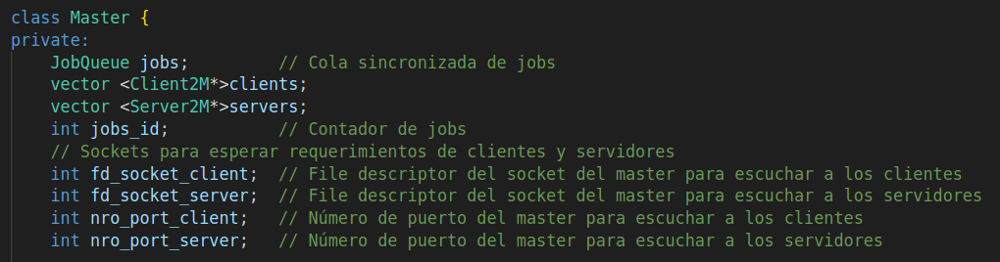 class Master {
private:
    JobQueue jobs;         // Cola sincronizada de jobs
    vector <Client2M*>clients;
    vector <Server2M*>servers;
    int jobs_id;           // Contador de jobs
    // Sockets para esperar requerimientos de clientes y servidores
    int fd_socket_client;  // File descriptor del socket del master para escuchar a los clientes
    int fd_socket_server;  // File descriptor del socket del master para escuchar a los servidores
    int nro_port_client;   // Número de puerto del master para escuchar a los clientes
    int nro_port_server;   // Número de puerto del master para escuchar a los servidores